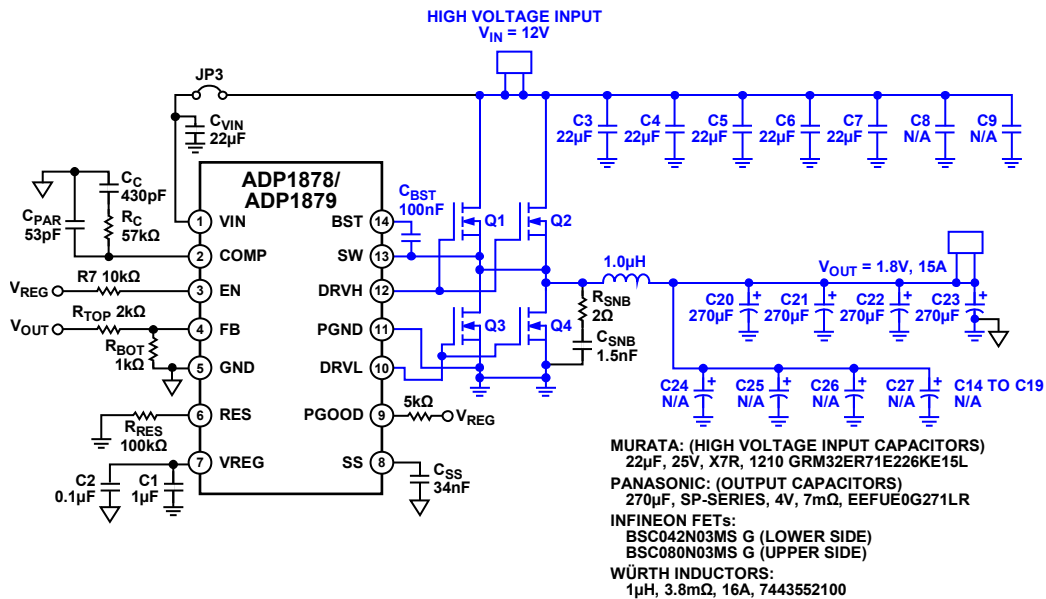 HIGH VOLTAGE INPUT
VIN = 12V
JP3
CVIN
22µF
C3
22µF
C4
22µF
C5
22µF
C6
22µF
C7
22µF
C8
N/A
C9
N/A
CC
430pF
CPAR
53pF
RC
57kΩ
ADP1878/
ADP1879
CBST
100nF
1 VIN
2 COMP
3 EN
4 FB
5 GND
6 RES
7 VREG
BST 14
SW 13
DRVH 12
PGND 11
DRVL 10
PGOOD 9
SS 8
Q1
Q2
Q3
Q4
R7 10kΩ
VREG
RTOP 2kΩ
VOUT
RBOT
1kΩ
RRES
100kΩ
C2
0.1µF
C1
1µF
5kΩ
VREG
CSS
34nF
1.0µH
RSNB
2Ω
CSNB
1.5nF
VOUT = 1.8V, 15A
C20
270µF
+
C21
270µF
+
C22
270µF
+
C23
270µF
+
C24
N/A
+
C25
N/A
+
C26
N/A
+
C27
N/A
+
C14 TO C19
N/A
MURATA: (HIGH VOLTAGE INPUT CAPACITORS)
22µF, 25V, X7R, 1210 GRM32ER71E226KE15L
PANASONIC: (OUTPUT CAPACITORS)
270µF, SP-SERIES, 4V, 7mΩ, EEFUE0G271LR
INFINEON FETs:
BSC042N03MS G (LOWER SIDE)
BSC080N03MS G (UPPER SIDE)
WÜRTH INDUCTORS:
1µH, 3.8mΩ, 16A, 7443552100